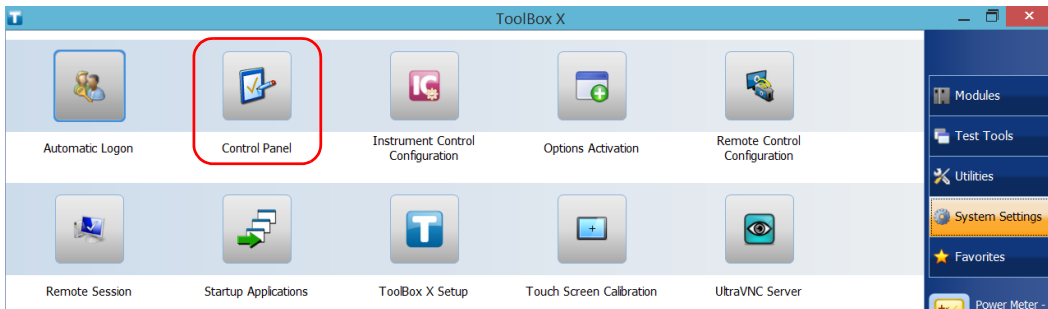 ToolBox X
Automatic Logon
Control Panel
Instrument Control
Configuration
Options Activation
Remote Control
Configuration
Remote Session
Startup Applications
ToolBox X Setup
Touch Screen Calibration
UltraVNC Server
Modules
Test Tools
Utilities
System Settings
Favorites
Power Meter -